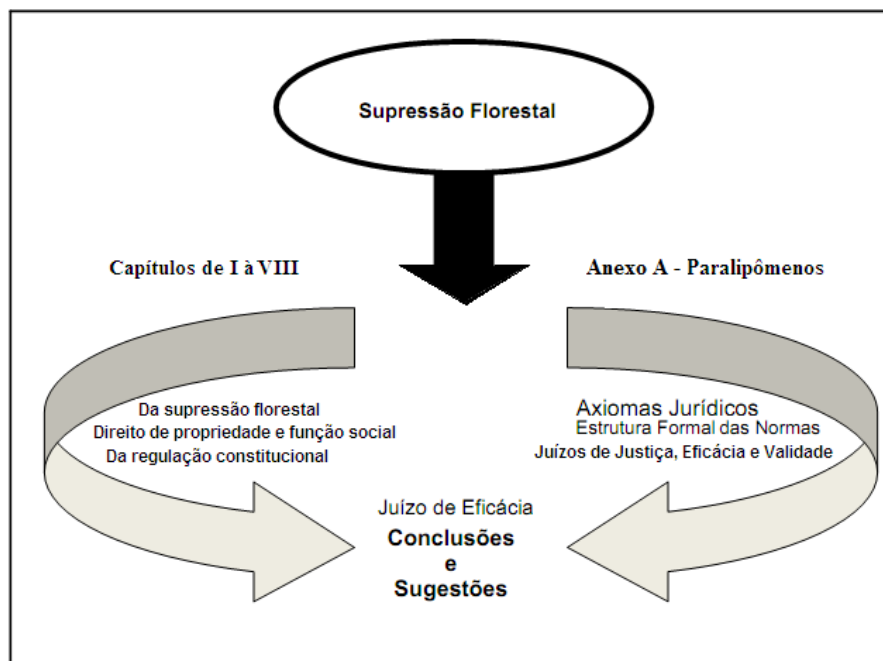 Supressão Florestal
Capítulos de I à VIII
Anexo A - Paralipômenos
Da supressão florestal
Direito de propriedade e função social
Da regulação constitucional
Axiomas Jurídicos
Estrutura Formal das Normas
Juízos de Justiça, Eficácia e Validade
Juízo de Eficácia
Conclusões
e
Sugestões